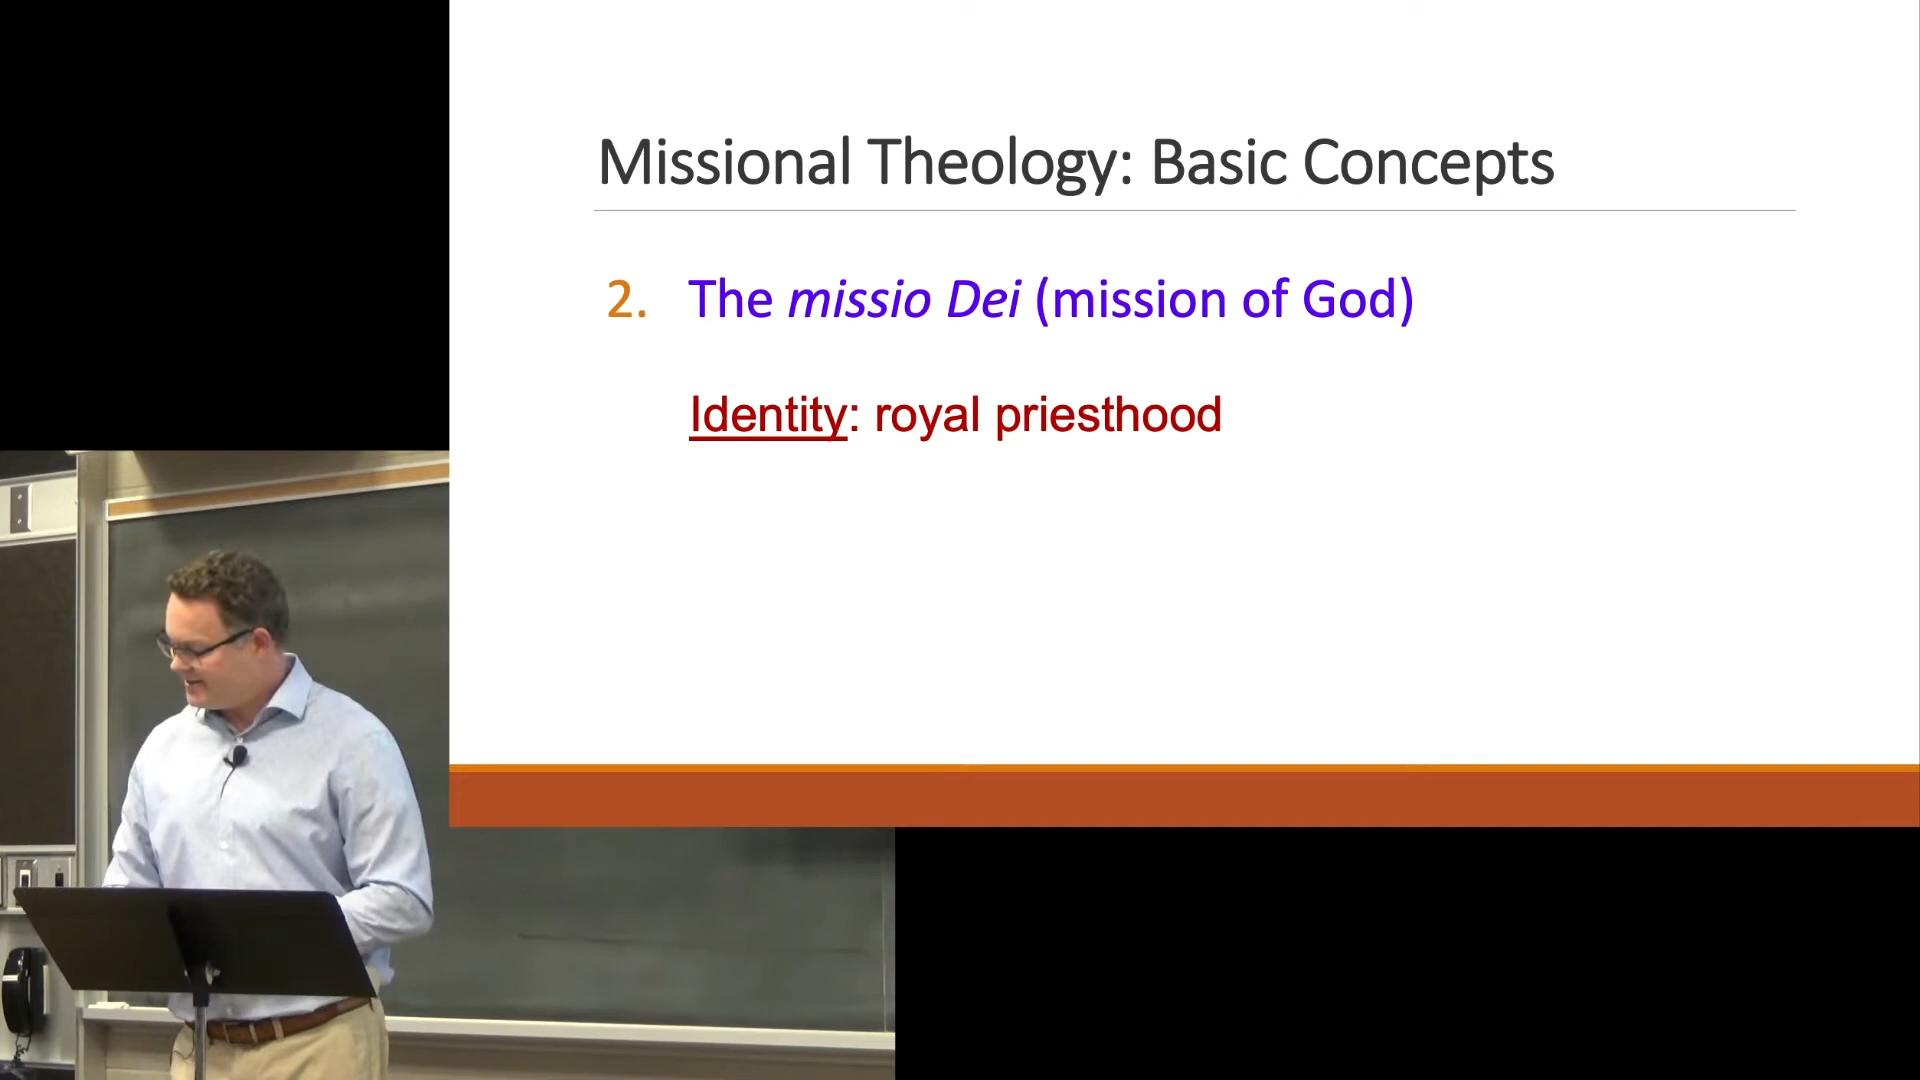 Missional Theology: Basic Concepts
2. The missio Dei (mission of God)
Identity: royal priesthood